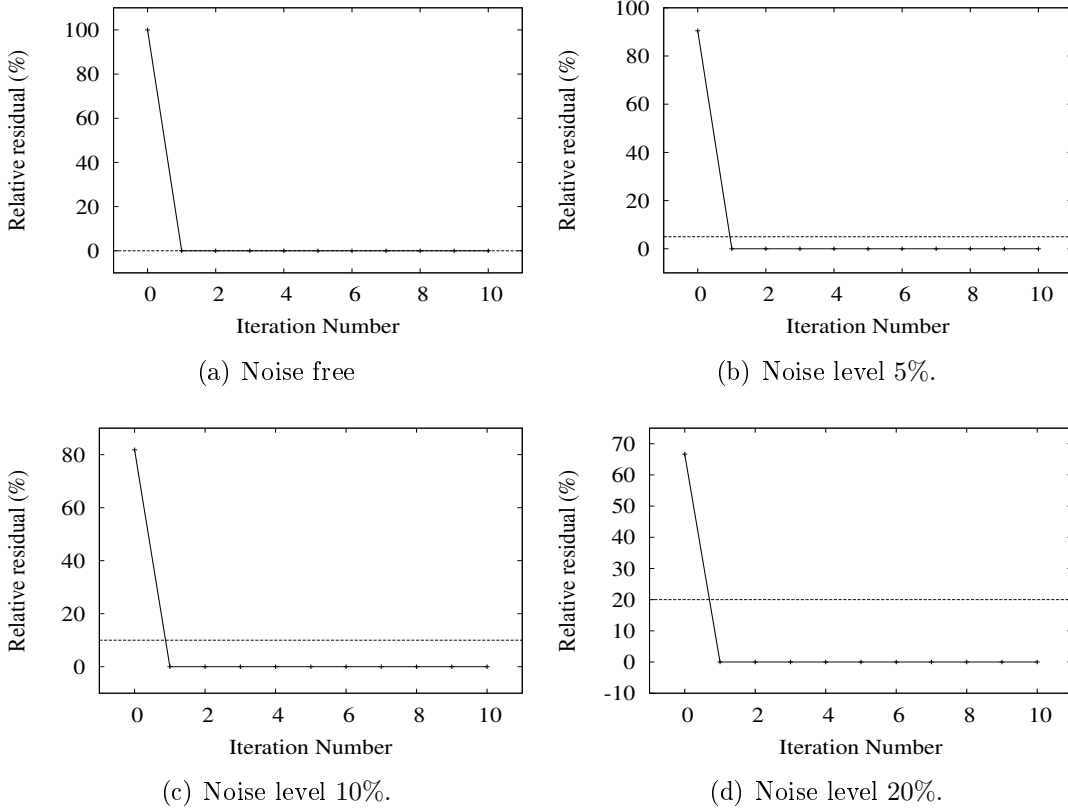 Relative residual (%)
100
80
60
40
20
0
0 2 4 6 8 10
Iteration Number
(a) Noise free
Relative residual (%)
100
80
60
40
20
0
0 2 4 6 8 10
Iteration Number
(b) Noise level 5%.
Relative residual (%)
80
60
40
20
0
0 2 4 6 8 10
Iteration Number
(c) Noise level 10%.
Relative residual (%)
70
60
50
40
30
20
10
0
-10
0 2 4 6 8 10
Iteration Number
(d) Noise level 20%.